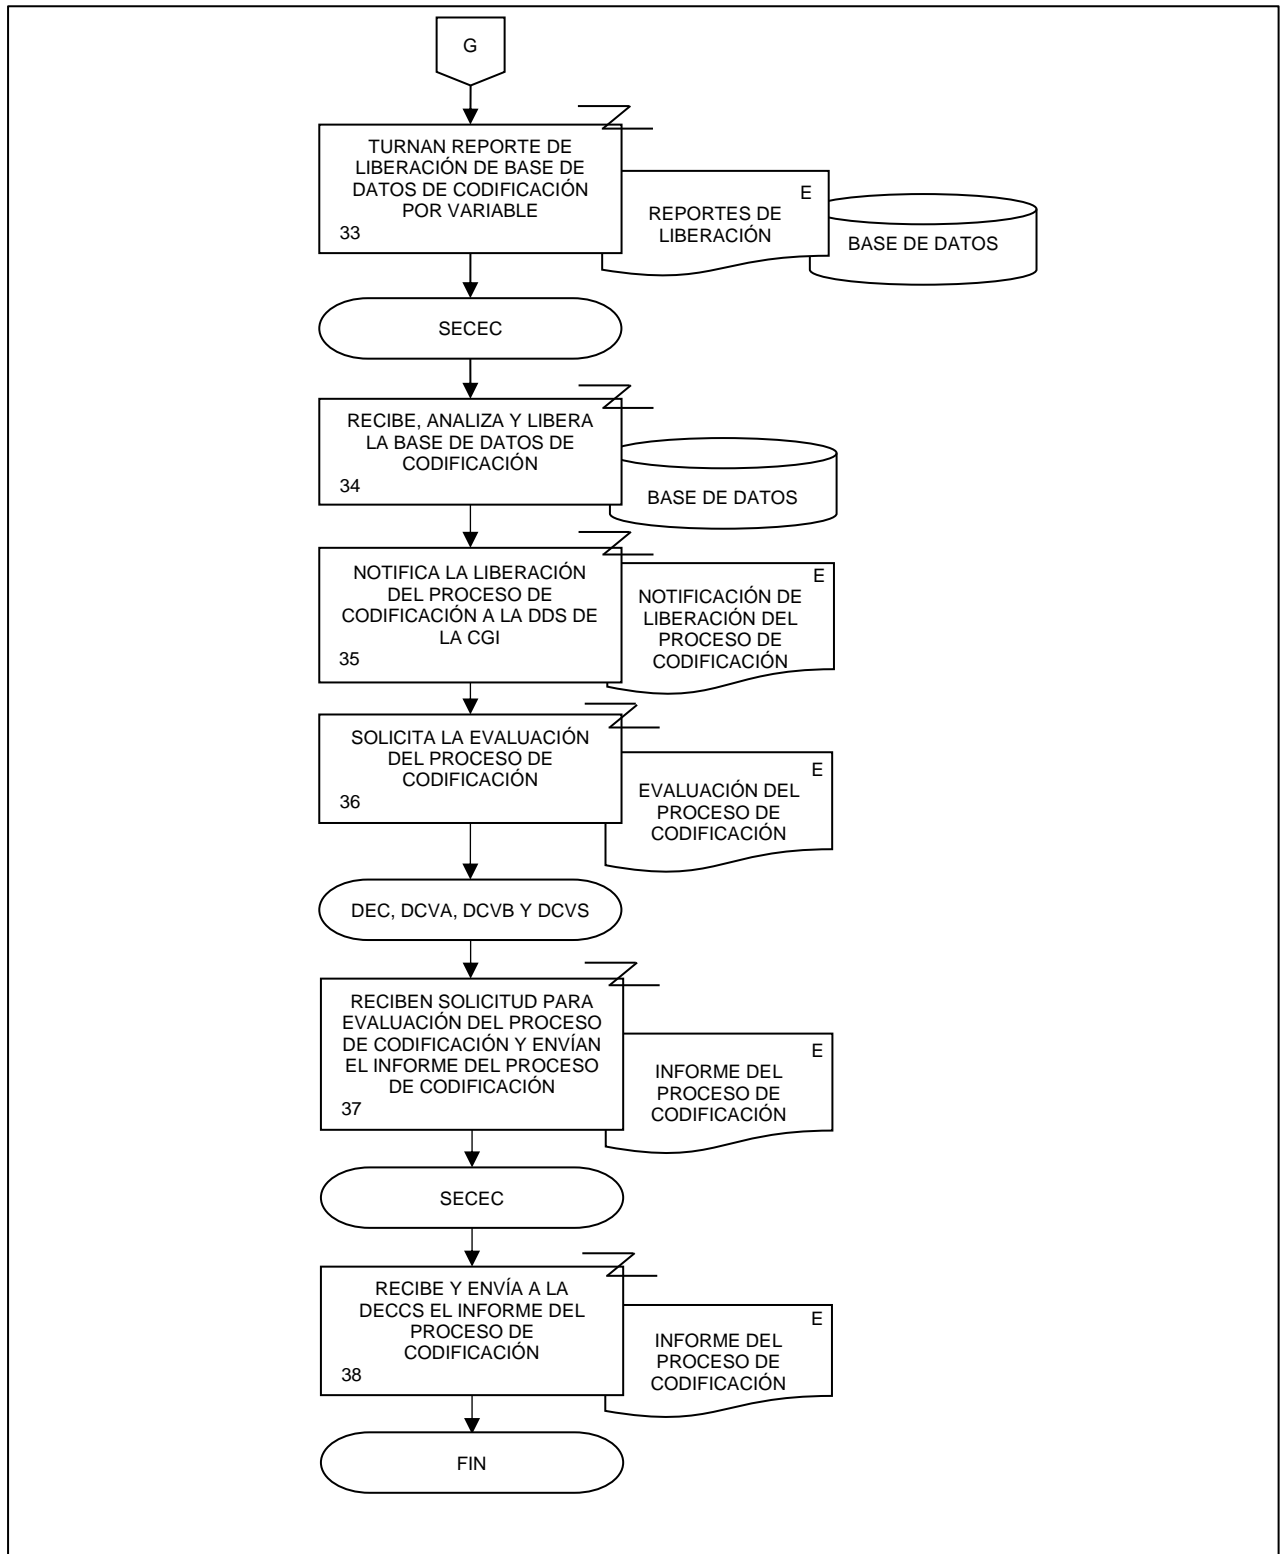 G
TURNAN REPORTE DE
LIBERACIÓN DE BASE DE
DATOS DE CODIFICACIÓN
POR VARIABLE
33
E
REPORTES DE
LIBERACIÓN
BASE DE DATOS
SECEC
RECIBE, ANALIZA Y LIBERA
LA BASE DE DATOS DE
CODIFICACIÓN
34
BASE DE DATOS
NOTIFICA LA LIBERACIÓN
DEL PROCESO DE
CODIFICACIÓN A LA DDS DE
LA CGI
35
E
NOTIFICACIÓN DE
LIBERACIÓN DEL
PROCESO DE
CODIFICACIÓN
SOLICITA LA EVALUACIÓN
DEL PROCESO DE
CODIFICACIÓN
36
E
EVALUACIÓN DEL
PROCESO DE
CODIFICACIÓN
DEC, DCVA, DCVB Y DCVS
RECIBEN SOLICITUD PARA
EVALUACIÓN DEL PROCESO
DE CODIFICACIÓN Y ENVÍAN
EL INFORME DEL PROCESO
DE CODIFICACIÓN
37
E
INFORME DEL
PROCESO DE
CODIFICACIÓN
SECEC
RECIBE Y ENVÍA A LA
DECCS EL INFORME DEL
PROCESO DE
CODIFICACIÓN
38
E
INFORME DEL
PROCESO DE
CODIFICACIÓN
FIN